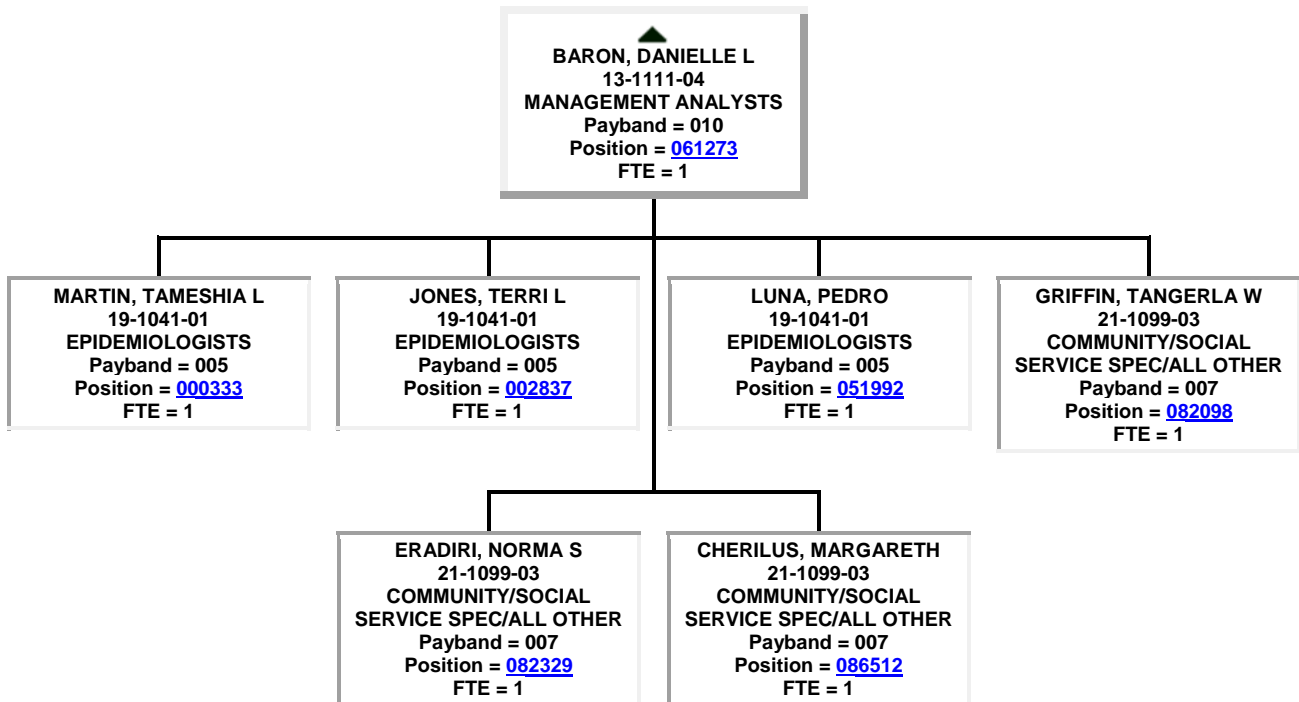 BARON, DANIELLE L
13-1111-04
MANAGEMENT ANALYSTS
Payband = 010
Position = 061273
FTE = 1
MARTIN, TAMESHIA L
19-1041-01
EPIDEMIOLOGISTS
Payband = 005
Position = 000333
FTE = 1
JONES, TERRI L
19-1041-01
EPIDEMIOLOGISTS
Payband = 005
Position = 002837
FTE = 1
LUNA, PEDRO
19-1041-01
EPIDEMIOLOGISTS
Payband = 005
Position = 051992
FTE = 1
GRIFFIN, TANGERLA W
21-1099-03
COMMUNITY/SOCIAL
SERVICE SPEC/ALL OTHER
Payband = 007
Position = 082098
FTE = 1
ERADIRI, NORMA S
21-1099-03
COMMUNITY/SOCIAL
SERVICE SPEC/ALL OTHER
Payband = 007
Position = 082329
FTE = 1
CHERILUS, MARGARETH
21-1099-03
COMMUNITY/SOCIAL
SERVICE SPEC/ALL OTHER
Payband = 007
Position = 086512
FTE = 1